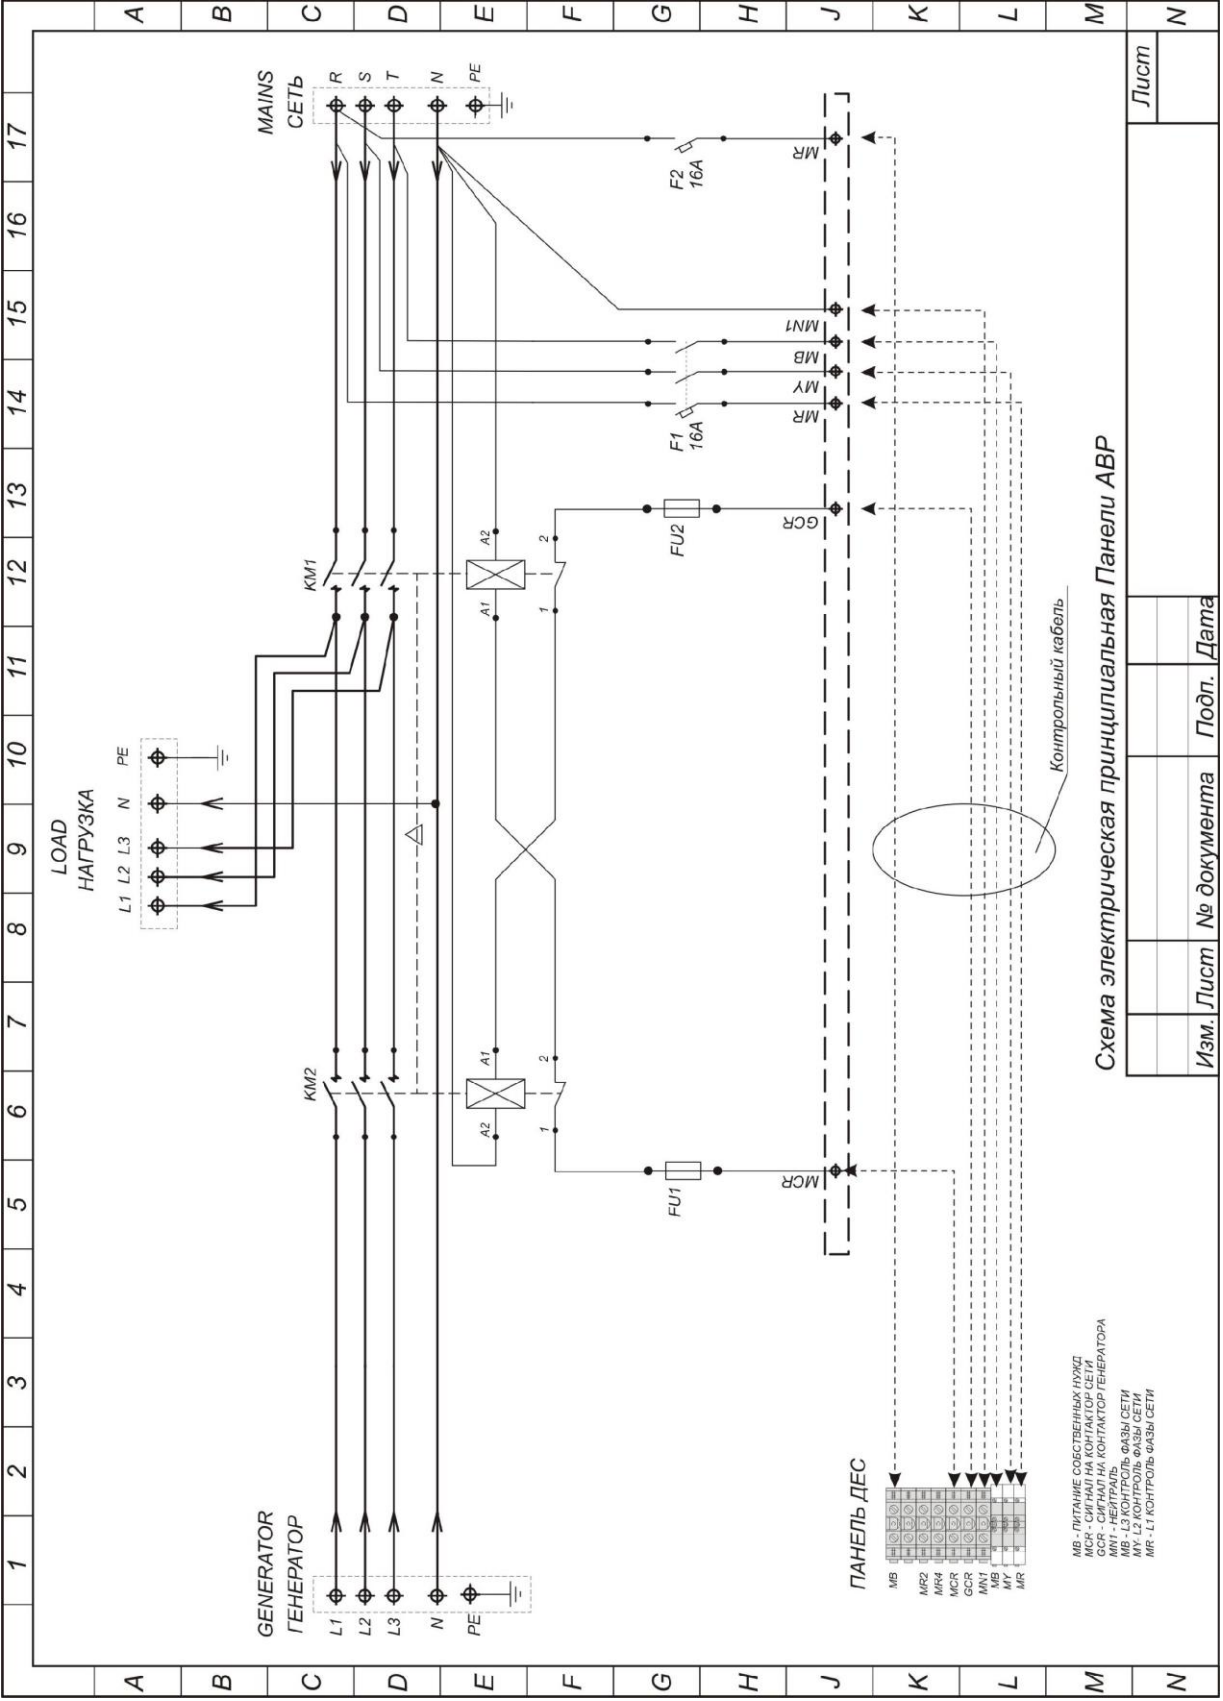 1 2 3 4 5 6 7 8 9 10 11 12 13 14 15 16 17
A
B
C
D
E
F
G
H
J
K
L
M
N
A
B
C
D
E
F
G
H
J
K
L
M
N
LOAD
НАГРУЗКА
L1 L2 L3 N PE
GENERATOR
ГЕНЕРАТОР
L1
L2
L3
N
PE
MAINS
СЕТЬ
R
S
T
N
PE
KM2
KM1
A2 A1
A1 A2
1 2
1 2
FU1
FU2
F1
16A
F2
16A
MCR
GCR
MR
MY
MB
MN1
MR
ПАНЕЛЬ ДЕС
MB
MR2
MR4
MCR
GCR
MN1
MB
MY
MR
Контрольный кабель
MB - ПИТАНИЕ СОБСТВЕННЫХ НУЖД
MCR - СИГНАЛ НА КОНТАКТОР СЕТИ
GCR - СИГНАЛ НА КОНТАКТОР ГЕНЕРАТОРА
MN1 - НЕЙТРАЛЬ
MB - L3 КОНТРОЛЬ ФАЗЫ СЕТИ
MY- L2 КОНТРОЛЬ ФАЗЫ СЕТИ
MR - L1 КОНТРОЛЬ ФАЗЫ СЕТИ
Схема электрическая принципиальная Панели АВР
Изм. Лист № документа Подп. Дата
Лист